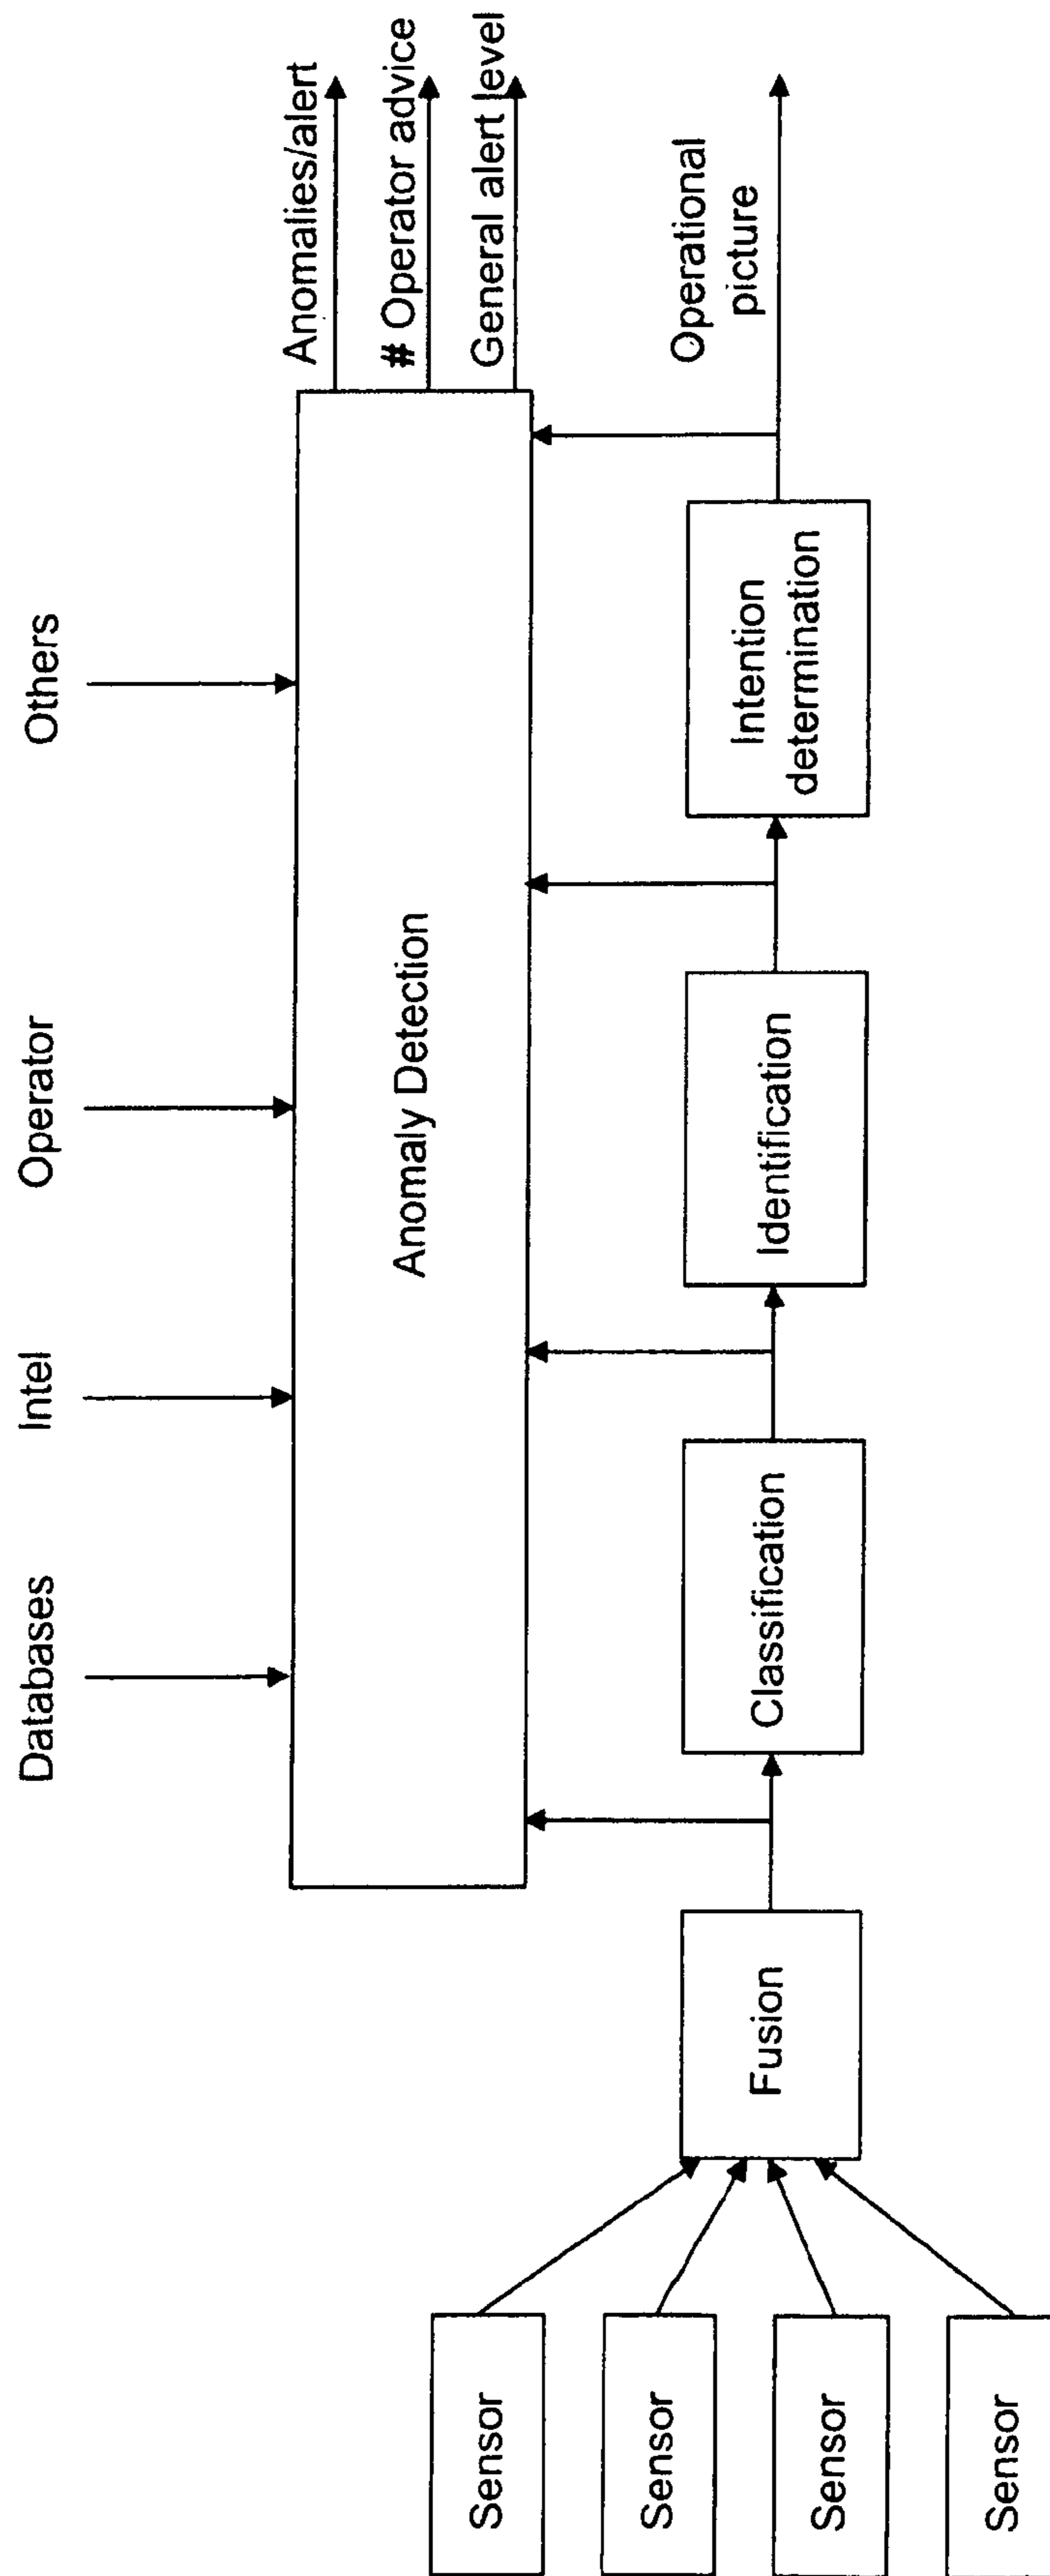 Databases
Intel
Operator
Others
Anomaly Detection
Anomalies/alert
# Operator advice
General alert level
Sensor
Sensor
Sensor
Sensor
Fusion
Classification
Identification
Intention
determination
Operational
picture